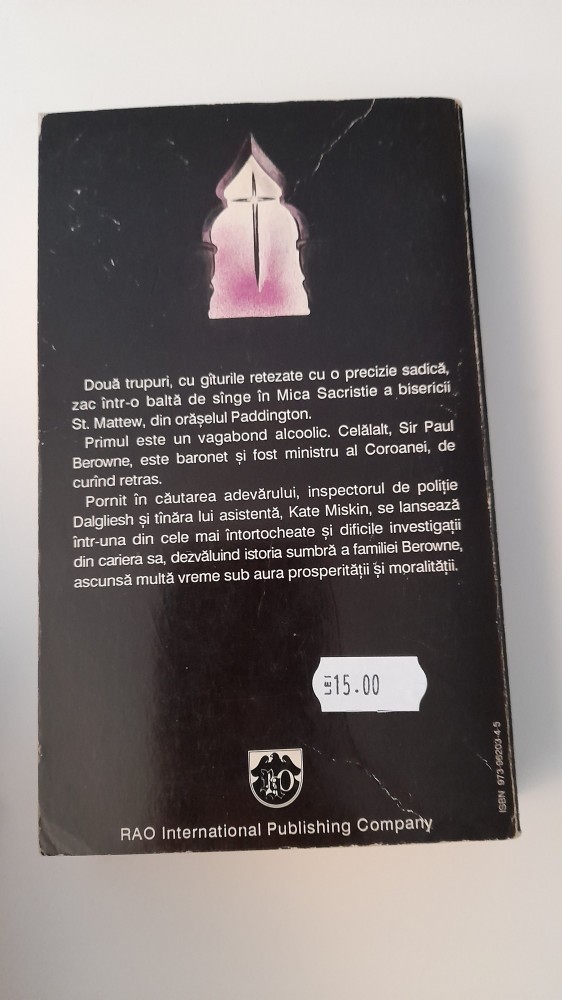 Două trupuri, cu gîturile retezate cu o precizie sadică,
zac într-o baltă de sînge în Mica Sacristie a bisericii
St. Mattew, din orășelul Paddington.
Primul este un vagabond alcoolic. Celălalt, Sir Paul
Berowne, este baronet și fost ministru al Coroanei, de
curînd retras.
Pornit în căutarea adevărului, inspectorul de poliție
Dalgliesh și tînăra lui asistentă, Kate Miskin, se lansează
într-una din cele mai întortocheate și dificile investigații
din cariera sa, dezvăluind istoria sumbră a familiei Berowne,
ascunsă multă vreme sub aura prosperității și moralității.
LEI 15.00
RAO
RAO International Publishing Company
ISBN 973-96203-4-5